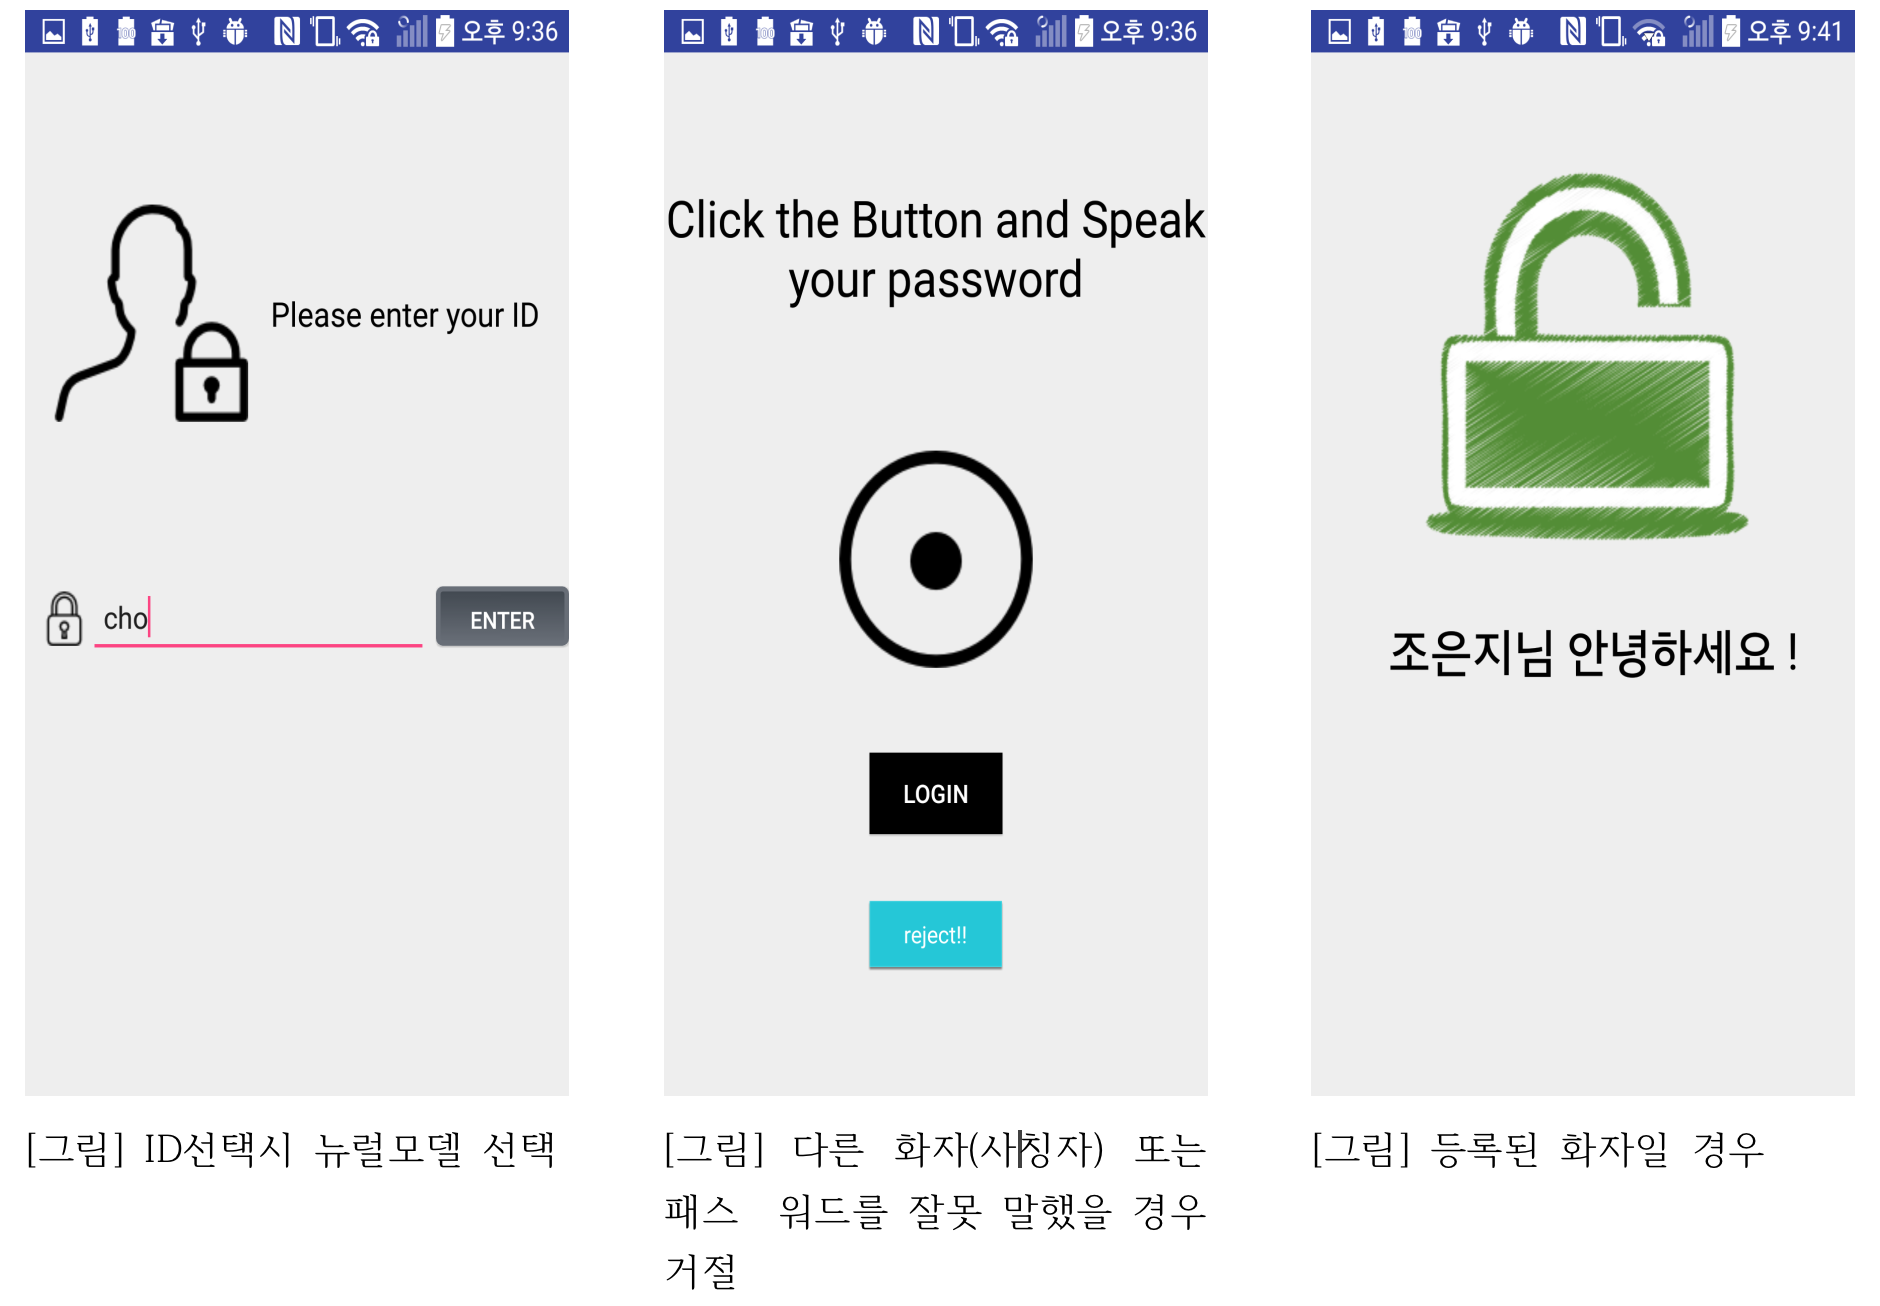 오후 9:36
Please enter your ID
cho
ENTER
[그림] ID선택시 뉴럴모델 선택
오후 9:36
Click the Button and Speak
your password
LOGIN
reject!!
[그림] 다른 화자(사칭자) 또는
패스 워드를 잘못 말했을 경우
거절
오후 9:41
조은지님 안녕하세요 !
[그림] 등록된 화자일 경우